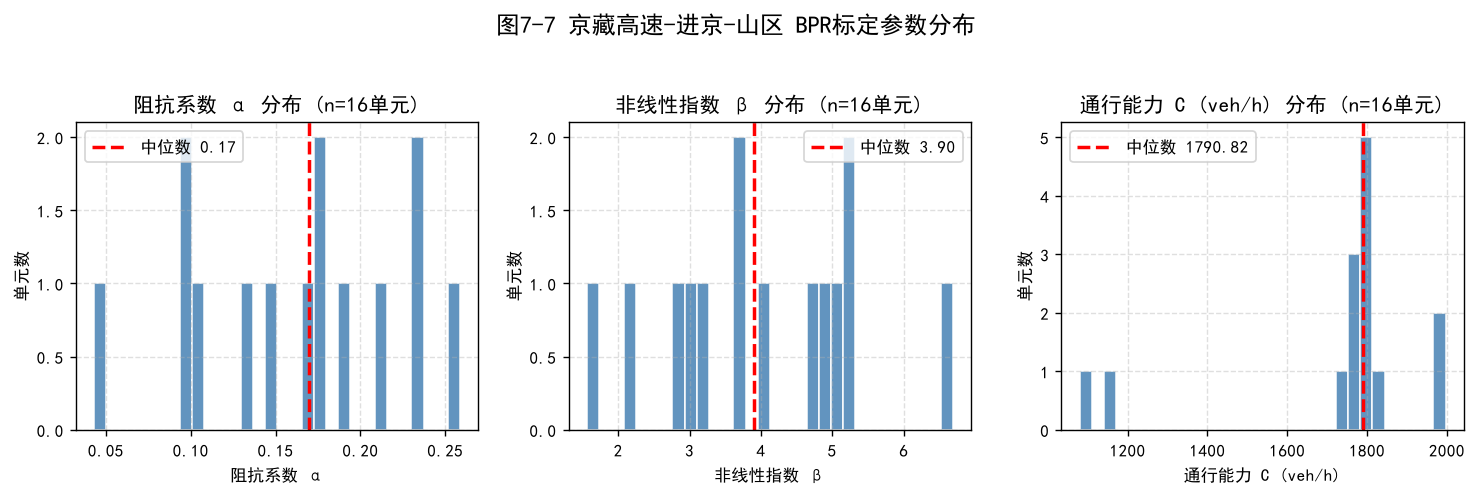 图7-7 京藏高速-进京-山区 BPR标定参数分布
阻抗系数 α 分布 (n=16单元)
中位数 0.17
单元数
2.0
1.5
1.0
0.5
0.0
0.05 0.10 0.15 0.20 0.25
阻抗系数 α
非线性指数 β 分布 (n=16单元)
中位数 3.90
单元数
2.0
1.5
1.0
0.5
0.0
2 3 4 5 6
非线性指数 β
通行能力 C (veh/h) 分布 (n=16单元)
中位数 1790.82
单元数
5
4
3
2
1
0
1200 1400 1600 1800 2000
通行能力 C (veh/h)